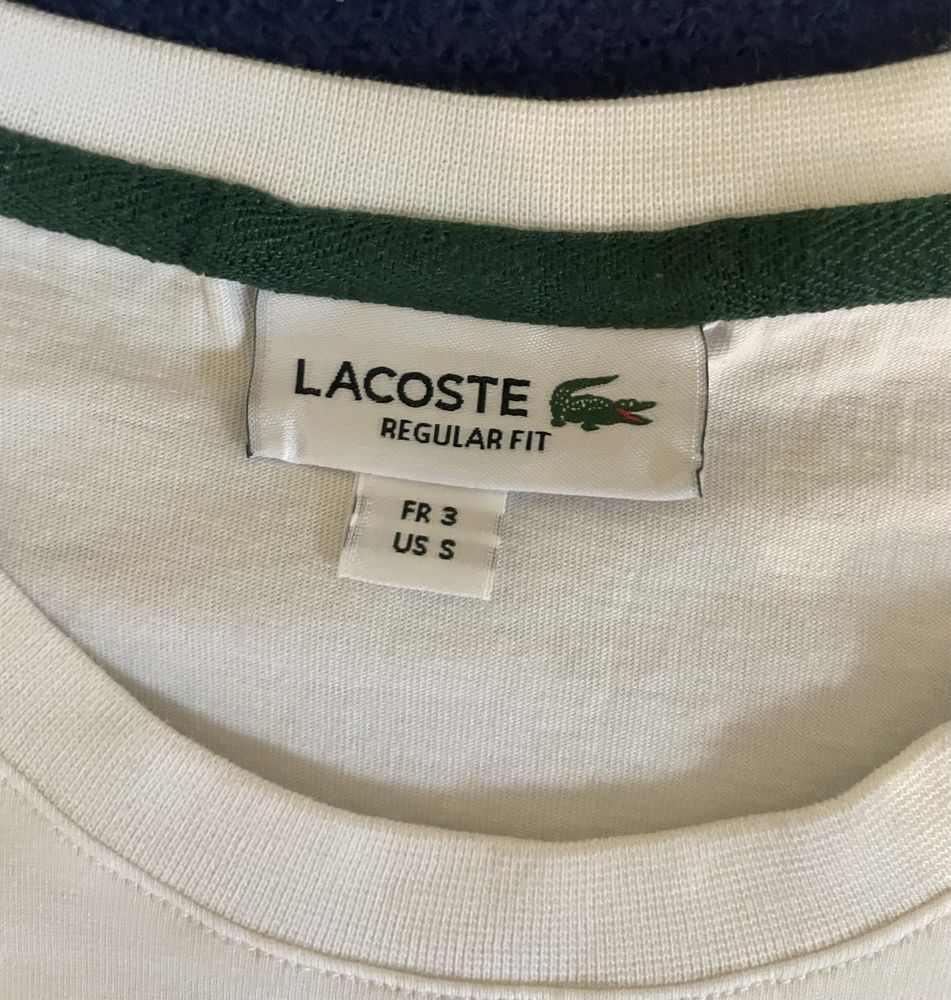 LACOSTE
REGULAR FIT
FR 3
US S